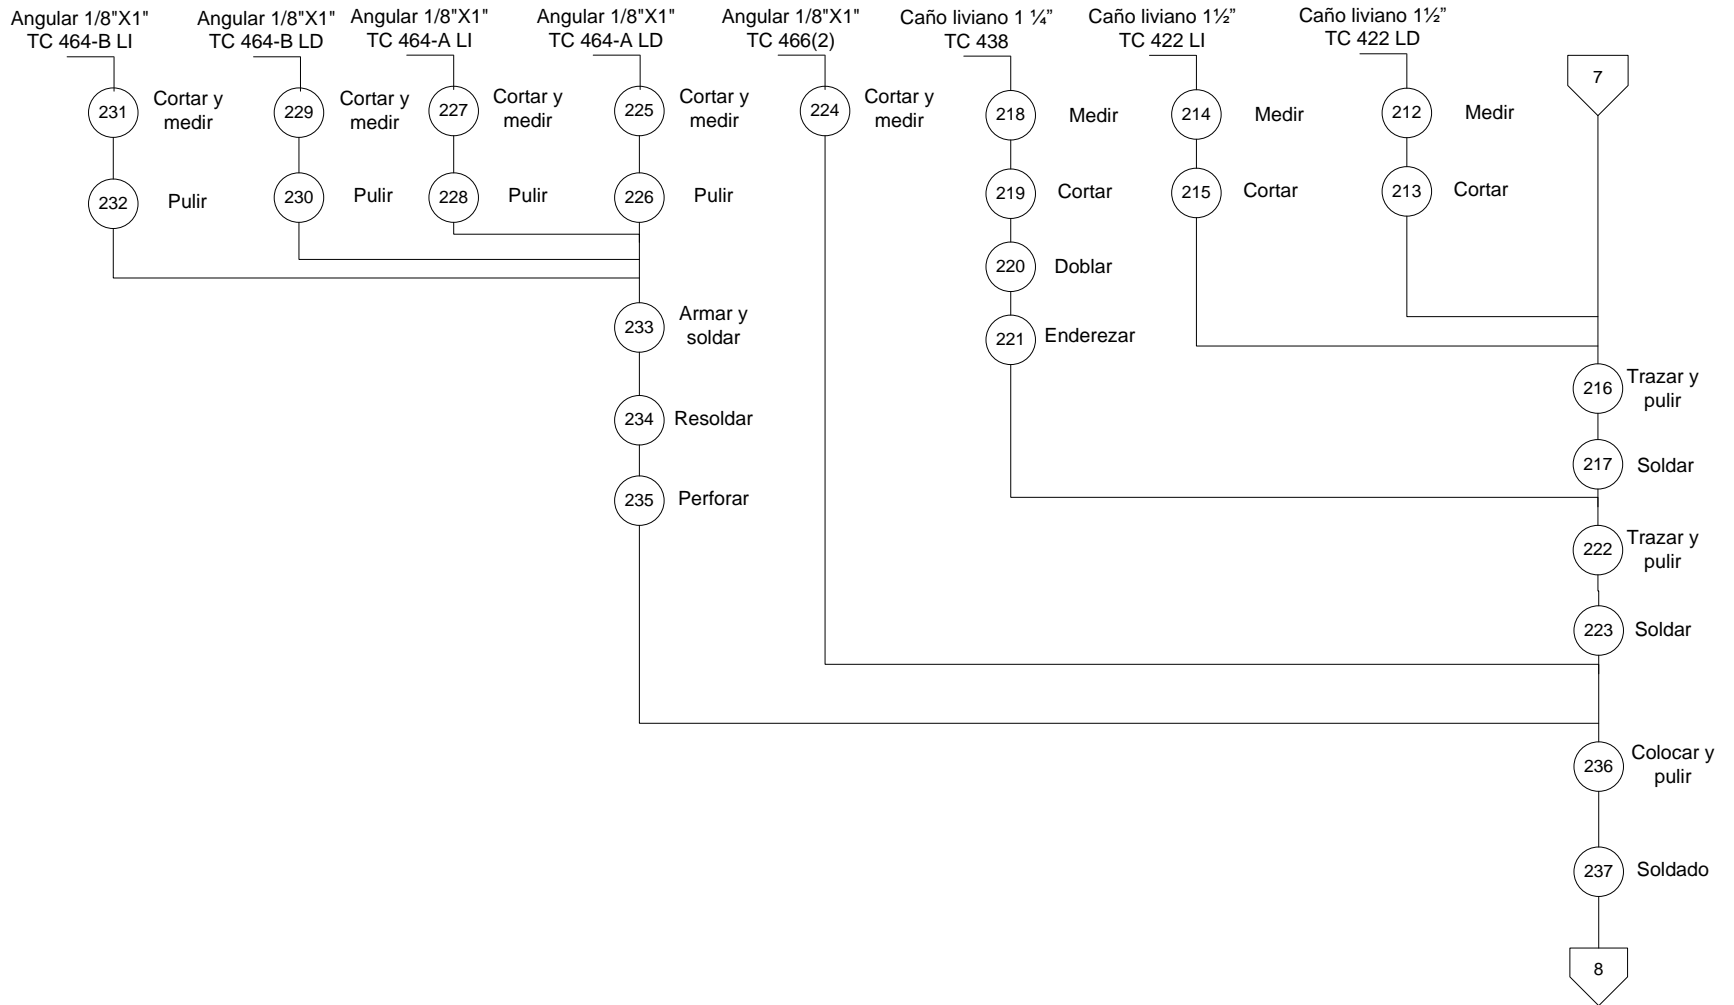 Angular 1/8"X1"
TC 464-B LI
Angular 1/8"X1"
TC 464-B LD
Angular 1/8"X1"
TC 464-A LI
Angular 1/8"X1"
TC 464-A LD
Angular 1/8"X1"
TC 466(2)
Caño liviano 1 ¼”
TC 438
Caño liviano 1½”
TC 422 LI
Caño liviano 1½”
TC 422 LD
7
231
Cortar y
medir
229
Cortar y
medir
227
Cortar y
medir
225
Cortar y
medir
224
Cortar y
medir
218
Medir
214
Medir
212
Medir
232
Pulir
230
Pulir
228
Pulir
226
Pulir
219
Cortar
215
Cortar
213
Cortar
220
Doblar
233
Armar y
soldar
221
Enderezar
216
Trazar y
pulir
234
Resoldar
217
Soldar
235
Perforar
222
Trazar y
pulir
223
Soldar
236
Colocar y
pulir
237
Soldado
8